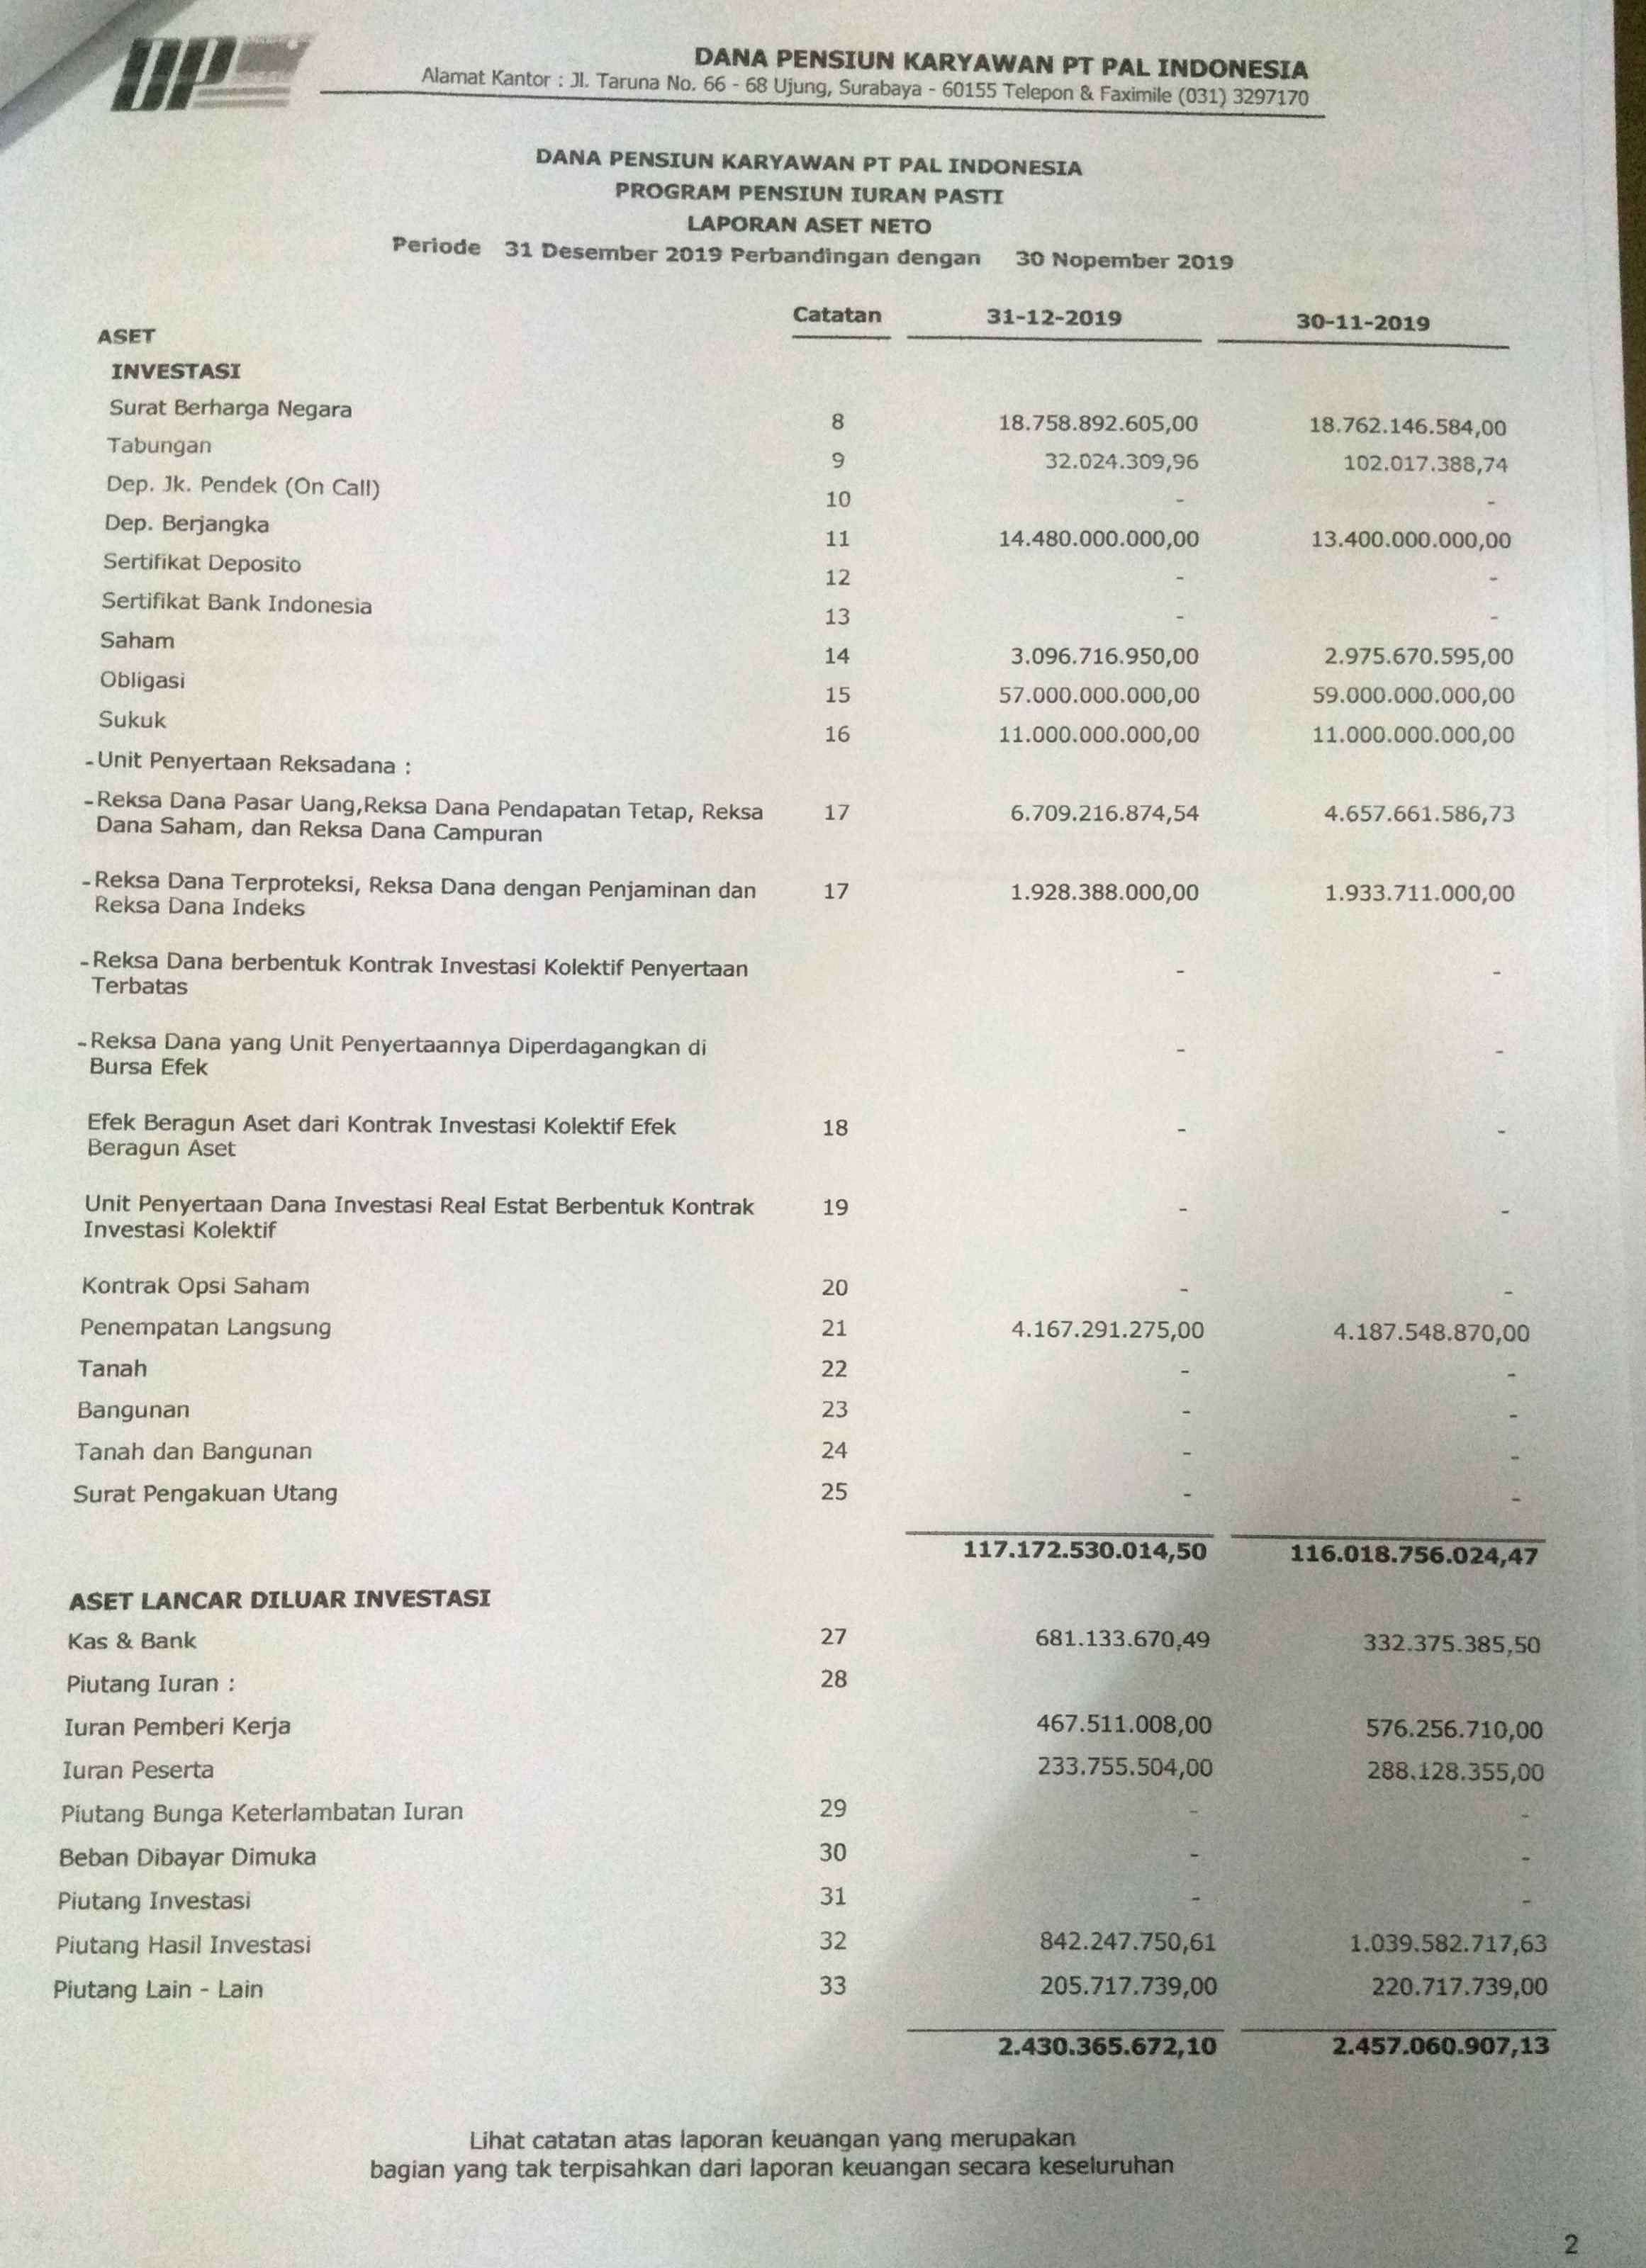 DP
DANA PENSIUN KARYAWAN PT PAL INDONESIA
Alamat Kantor : Jl. Taruna No. 66 - 68 Ujung, Surabaya - 60155 Telepon & Faximile (031) 3297170
DANA PENSIUN KARYAWAN PT PAL INDONESIA
PROGRAM PENSIUN IURAN PASTI
LAPORAN ASET NETO
Periode 31 Desember 2019 Perbandingan dengan 30 Nopember 2019
Catatan 31-12-2019 30-11-2019
ASET
INVESTASI
Surat Berharga Negara 8 18.758.892.605,00 18.762.146.584,00
Tabungan 9 32.024.309,96 102.017.388,74
Dep. Jk. Pendek (On Call) 10 - -
Dep. Berjangka 11 14.480.000.000,00 13.400.000.000,00
Sertifikat Deposito 12 - -
Sertifikat Bank Indonesia 13 - -
Saham 14 3.096.716.950,00 2.975.670.595,00
Obligasi 15 57.000.000.000,00 59.000.000.000,00
Sukuk 16 11.000.000.000,00 11.000.000.000,00
- Unit Penyertaan Reksadana :
- Reksa Dana Pasar Uang,Reksa Dana Pendapatan Tetap, Reksa 17 6.709.216.874,54 4.657.661.586,73
Dana Saham, dan Reksa Dana Campuran
- Reksa Dana Terproteksi, Reksa Dana dengan Penjaminan dan 17 1.928.388.000,00 1.933.711.000,00
Reksa Dana Indeks
- Reksa Dana berbentuk Kontrak Investasi Kolektif Penyertaan - -
Terbatas
- Reksa Dana yang Unit Penyertaannya Diperdagangkan di - -
Bursa Efek
Efek Beragun Aset dari Kontrak Investasi Kolektif Efek 18 - -
Beragun Aset
Unit Penyertaan Dana Investasi Real Estat Berbentuk Kontrak 19 - -
Investasi Kolektif
Kontrak Opsi Saham 20 - -
Penempatan Langsung 21 4.167.291.275,00 4.187.548.870,00
Tanah 22 - -
Bangunan 23 - -
Tanah dan Bangunan 24 - -
Surat Pengakuan Utang 25 - -
117.172.530.014,50 116.018.756.024,47
ASET LANCAR DILUAR INVESTASI
Kas & Bank 27 681.133.670,49 332.375.385,50
Piutang Iuran : 28
Iuran Pemberi Kerja 467.511.008,00 576.256.710,00
Iuran Peserta 233.755.504,00 288.128.355,00
Piutang Bunga Keterlambatan Iuran 29 - -
Beban Dibayar Dimuka 30 - -
Piutang Investasi 31 - -
Piutang Hasil Investasi 32 842.247.750,61 1.039.582.717,63
Piutang Lain - Lain 33 205.717.739,00 220.717.739,00
2.430.365.672,10 2.457.060.907,13
Lihat catatan atas laporan keuangan yang merupakan
bagian yang tak terpisahkan dari laporan keuangan secara keseluruhan
2